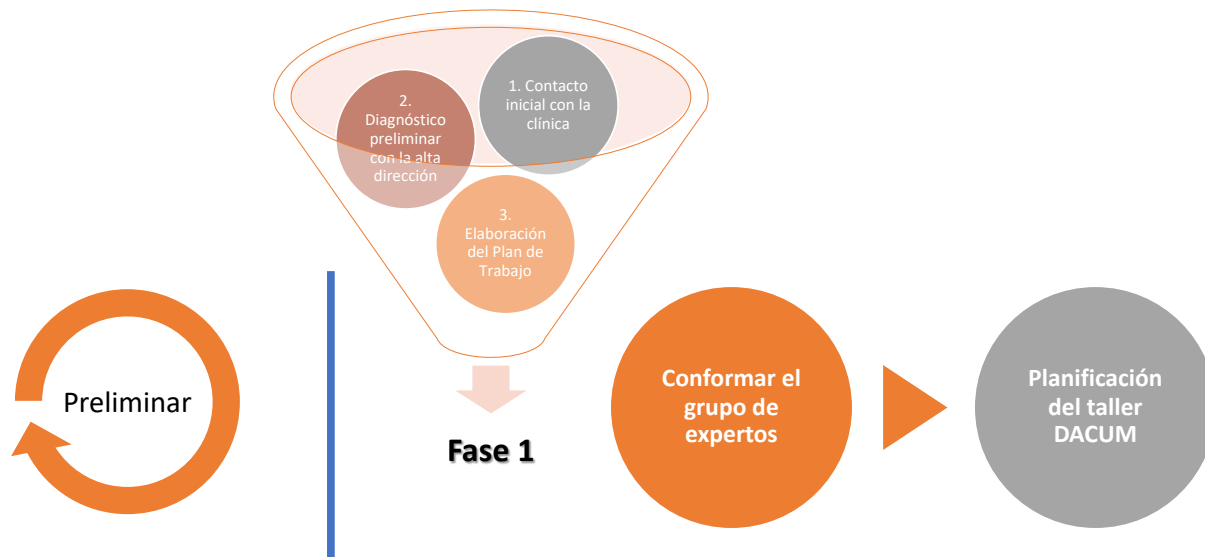 1. Contacto
inicial con la
clínica
2.
Diagnóstico
preliminar
con la alta
dirección
3.
Elaboración
del Plan de
Trabajo
Preliminar
Fase 1
Conformar el
grupo de
expertos
Planificación
del taller
DACUM